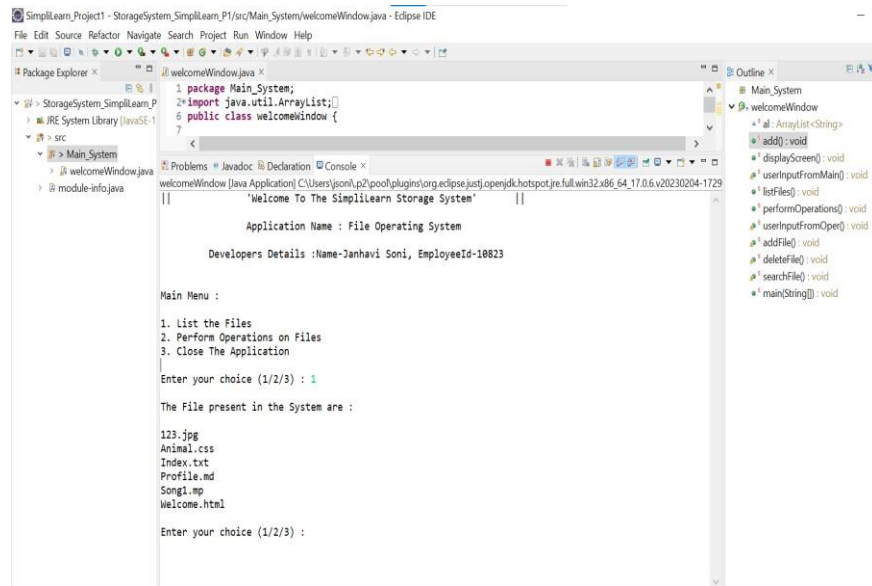 SimpliLearn_Project1 - StorageSystem_SimpliLearn_P1/src/Main_System/welcomeWindow.java - Eclipse IDE
File Edit Source Refactor Navigate Search Project Run Window Help
Package Explorer
StorageSystem_SimpliLearn_P
JRE System Library [JavaSE-1
> src
> Main_System
welcomeWindow.java
module-info.java
welcomeWindow.java
1 package Main_System;
2 import java.util.ArrayList;
6 public class welcomeWindow {
7
Problems Javadoc Declaration Console
welcomeWindow [Java Application] C:\Users\jsoni\.p2\pool\plugins\org.eclipse.justj.openjdk.hotspot.jre.full.win32.x86_64_17.0.6.v20230204-1729
|| 'Welcome To The SimpliLearn Storage System' ||
Application Name : File Operating System
Developers Details :Name-Janhavi Soni, EmployeeId-10823
Main Menu :
1. List the Files
2. Perform Operations on Files
3. Close The Application
Enter your choice (1/2/3) : 1
The File present in the System are :
123.jpg
Animal.css
Index.txt
Profile.md
Song1.mp
Welcome.html
Enter your choice (1/2/3) :
Outline
Main_System
welcomeWindow
al : ArrayList<String>
add() : void
displayScreen() : void
userInputFromMain() : void
listFiles() : void
performOperations() : void
userInputFromOper() : void
addFile() : void
deleteFile() : void
searchFile() : void
main(String[]) : void